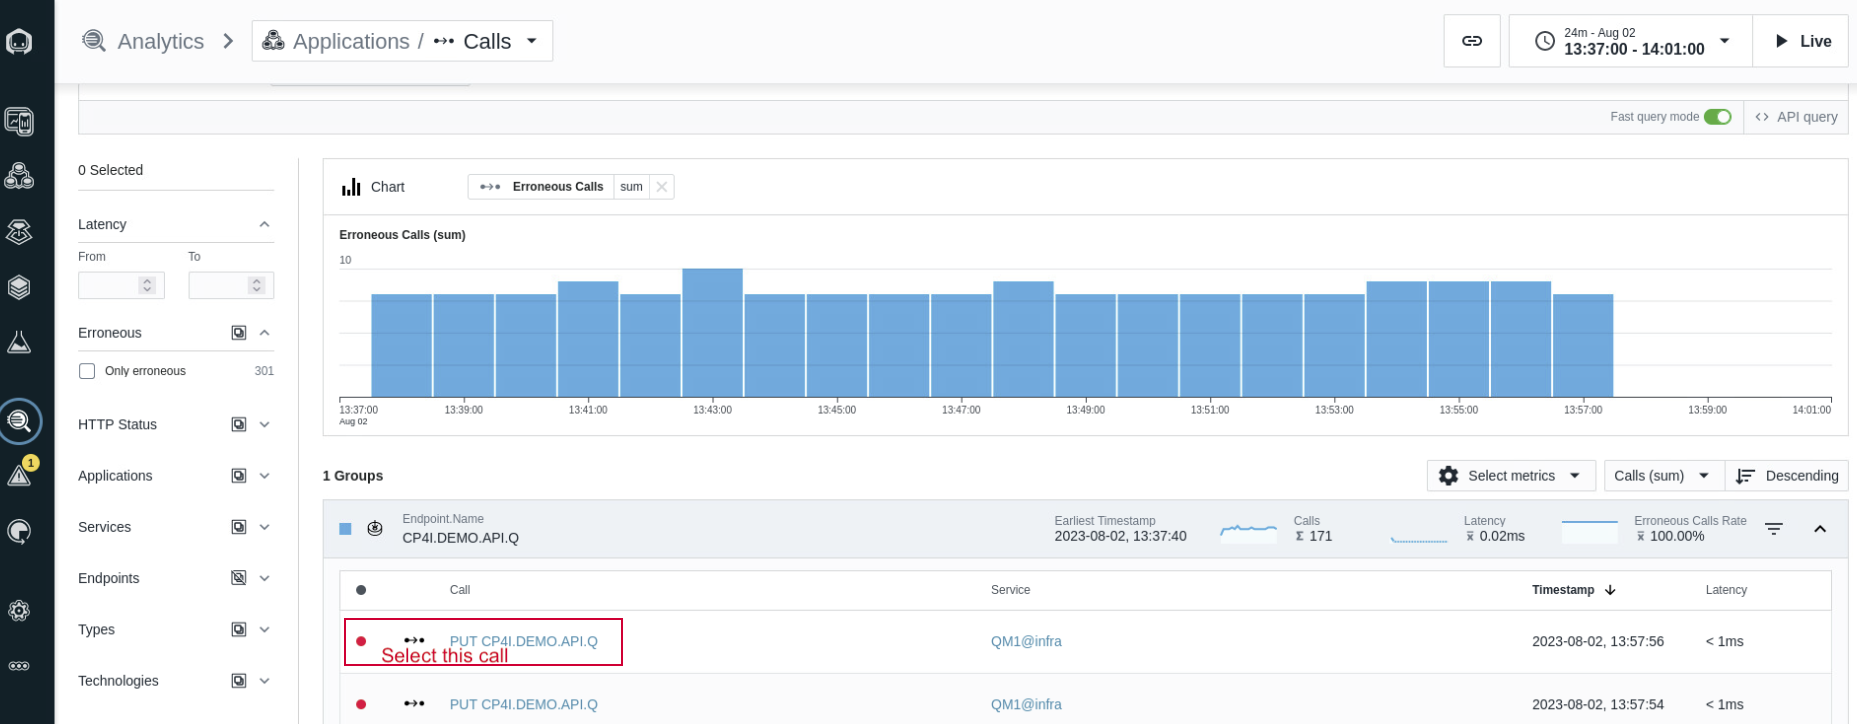 Analytics
Applications / Calls
24m - Aug 02
13:37:00 - 14:01:00
Live
Fast query mode
API query
0 Selected
Latency
From To
Erroneous
Only erroneous 301
HTTP Status
Applications
Services
Endpoints
Types
Technologies
1
Chart
Erroneous Calls sum
Erroneous Calls (sum)
10
13:37:00 13:39:00 13:41:00 13:43:00 13:45:00 13:47:00 13:49:00 13:51:00 13:53:00 13:55:00 13:57:00 13:59:00 14:01:00
Aug 02
1 Groups
Select metrics
Calls (sum)
Descending
Endpoint.Name
CP4I.DEMO.API.Q
Earliest Timestamp
2023-08-02, 13:37:40
Calls
Σ 171
Latency
x̄ 0.02ms
Erroneous Calls Rate
x̄ 100.00%
Call Service Timestamp Latency
PUT CP4I.DEMO.API.Q QM1@infra 2023-08-02, 13:57:56 < 1ms
Select this call
PUT CP4I.DEMO.API.Q QM1@infra 2023-08-02, 13:57:54 < 1ms